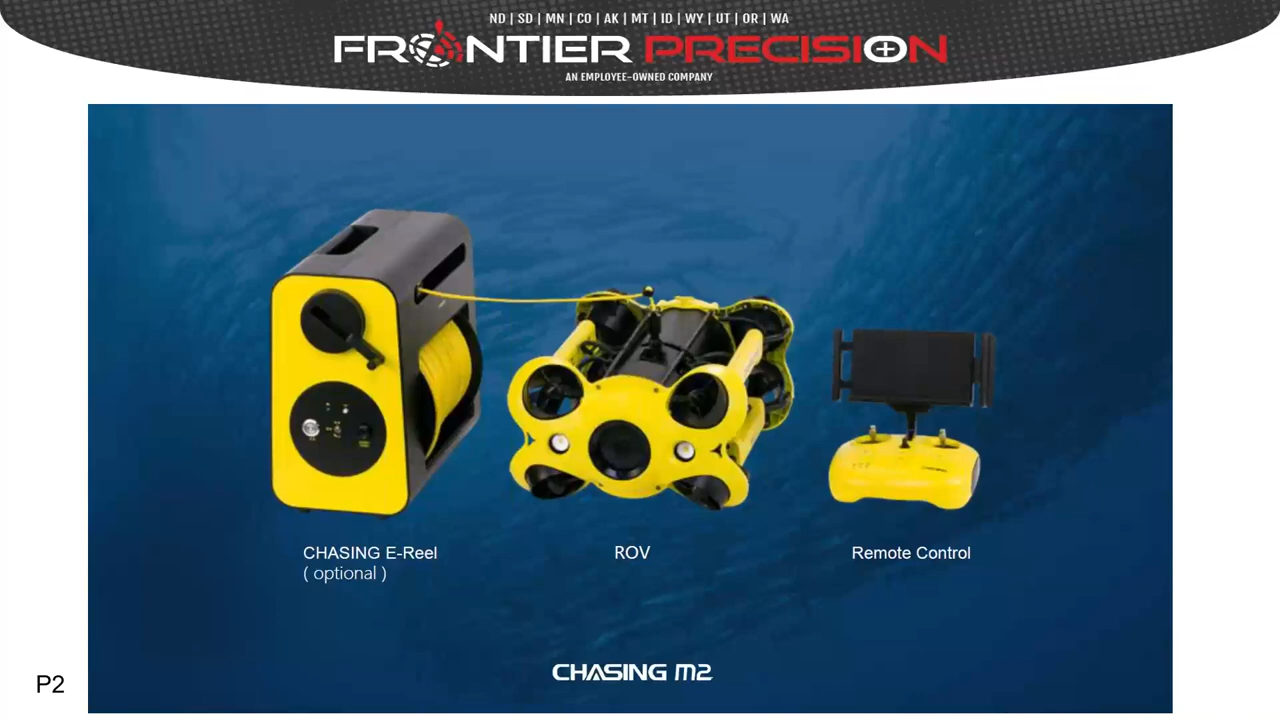 ND | SD | MN | CO | AK | MT | ID | WY | UT | OR | WA
FRONTIER PRECISION
AN EMPLOYEE-OWNED COMPANY
CHASING E-Reel
( optional )
ROV
Remote Control
CHASING M2
P2